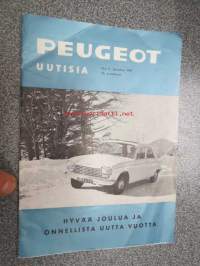 PEUGEOT
UUTISIA
HYVÄÄ JOULUA JA
ONNELLISTA UUTTA VUOTTA